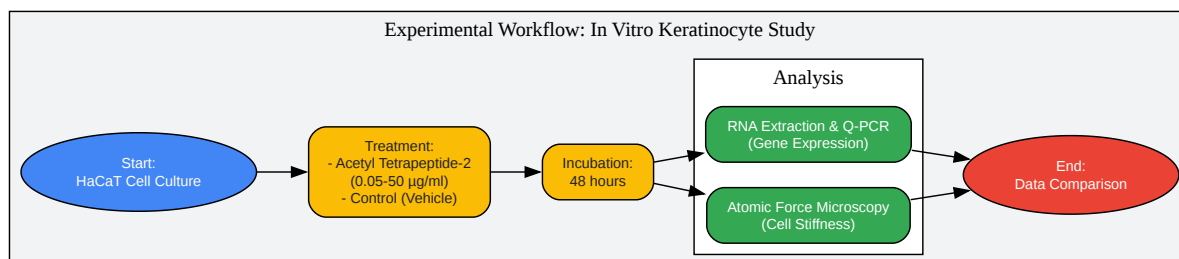 Experimental Workflow: In Vitro Keratinocyte Study
Start:
HaCaT Cell Culture
Treatment:
- Acetyl Tetrapeptide-2
(0.05-50 µg/ml)
- Control (Vehicle)
Incubation:
48 hours
Analysis
RNA Extraction & Q-PCR
(Gene Expression)
Atomic Force Microscopy
(Cell Stiffness)
End:
Data Comparison